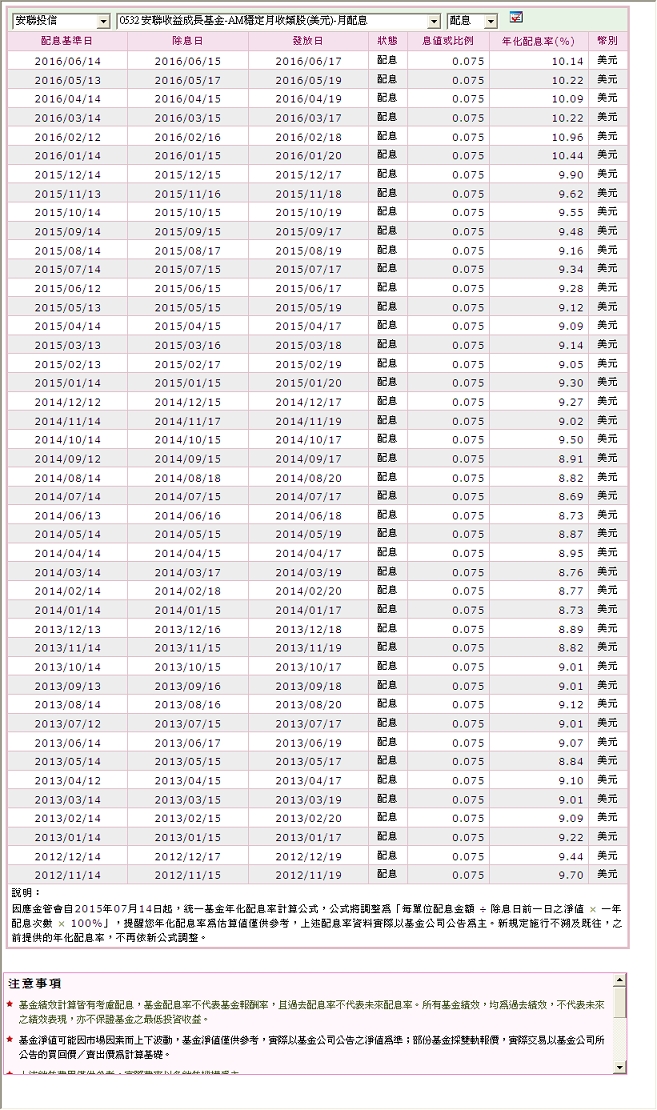 安聯投信 0532 安聯收益成長基金-AM穩定月收類股(美元)-月配息 配息
配息基準日 除息日 發放日 狀態 息值或比例 年化配息率(%) 幣別
2016/06/14 2016/06/15 2016/06/17 配息 0.075 10.14 美元
2016/05/13 2016/05/17 2016/05/19 配息 0.075 10.22 美元
2016/04/14 2016/04/15 2016/04/19 配息 0.075 10.09 美元
2016/03/14 2016/03/15 2016/03/17 配息 0.075 10.22 美元
2016/02/12 2016/02/16 2016/02/18 配息 0.075 10.96 美元
2016/01/14 2016/01/15 2016/01/20 配息 0.075 10.44 美元
2015/12/14 2015/12/15 2015/12/17 配息 0.075 9.90 美元
2015/11/13 2015/11/16 2015/11/18 配息 0.075 9.62 美元
2015/10/14 2015/10/15 2015/10/19 配息 0.075 9.55 美元
2015/09/14 2015/09/15 2015/09/17 配息 0.075 9.48 美元
2015/08/14 2015/08/17 2015/08/19 配息 0.075 9.16 美元
2015/07/14 2015/07/15 2015/07/17 配息 0.075 9.34 美元
2015/06/12 2015/06/15 2015/06/17 配息 0.075 9.28 美元
2015/05/13 2015/05/15 2015/05/19 配息 0.075 9.12 美元
2015/04/14 2015/04/15 2015/04/17 配息 0.075 9.09 美元
2015/03/13 2015/03/16 2015/03/18 配息 0.075 9.14 美元
2015/02/13 2015/02/17 2015/02/19 配息 0.075 9.05 美元
2015/01/14 2015/01/15 2015/01/20 配息 0.075 9.30 美元
2014/12/12 2014/12/15 2014/12/17 配息 0.075 9.27 美元
2014/11/14 2014/11/17 2014/11/19 配息 0.075 9.02 美元
2014/10/14 2014/10/15 2014/10/17 配息 0.075 9.50 美元
2014/09/12 2014/09/15 2014/09/17 配息 0.075 8.91 美元
2014/08/14 2014/08/18 2014/08/20 配息 0.075 8.82 美元
2014/07/14 2014/07/15 2014/07/17 配息 0.075 8.69 美元
2014/06/13 2014/06/16 2014/06/18 配息 0.075 8.73 美元
2014/05/14 2014/05/15 2014/05/19 配息 0.075 8.87 美元
2014/04/14 2014/04/15 2014/04/17 配息 0.075 8.95 美元
2014/03/14 2014/03/17 2014/03/19 配息 0.075 8.76 美元
2014/02/14 2014/02/18 2014/02/20 配息 0.075 8.77 美元
2014/01/14 2014/01/15 2014/01/17 配息 0.075 8.73 美元
2013/12/13 2013/12/16 2013/12/18 配息 0.075 8.89 美元
2013/11/14 2013/11/15 2013/11/19 配息 0.075 8.82 美元
2013/10/14 2013/10/15 2013/10/17 配息 0.075 9.01 美元
2013/09/13 2013/09/16 2013/09/18 配息 0.075 9.01 美元
2013/08/14 2013/08/16 2013/08/20 配息 0.075 9.12 美元
2013/07/12 2013/07/15 2013/07/17 配息 0.075 9.01 美元
2013/06/14 2013/06/17 2013/06/19 配息 0.075 9.07 美元
2013/05/14 2013/05/15 2013/05/17 配息 0.075 8.84 美元
2013/04/12 2013/04/15 2013/04/17 配息 0.075 9.10 美元
2013/03/14 2013/03/15 2013/03/19 配息 0.075 9.01 美元
2013/02/14 2013/02/15 2013/02/20 配息 0.075 9.09 美元
2013/01/14 2013/01/15 2013/01/17 配息 0.075 9.22 美元
2012/12/14 2012/12/17 2012/12/19 配息 0.075 9.44 美元
2012/11/14 2012/11/15 2012/11/19 配息 0.075 9.70 美元
說明：
因應金管會自2015年07月14日起，統一基金年化配息率計算公式，公式將調整為「每單位配息金額 ÷ 除息日前一日之淨值 × 一年
配息次數 × 100%」，提醒您年化配息率為估算值僅供參考，上述配息率資料實際以基金公司公告為主。新規定施行不溯及既往，之
前提供的年化配息率，不再依新公式調整。
注意事項
基金績效計算皆有考慮配息，基金配息率不代表基金報酬率，且過去配息率不代表未來配息率。所有基金績效，均為過去績效，不代表未來
之績效表現，亦不保證基金之最低投資收益。
基金淨值可能因市場因素而上下波動，基金淨值僅供參考，實際以基金公司公告之淨值為準；部份基金採雙軌報價，實際交易以基金公司所
公告的買回價／賣出價為計算基礎。